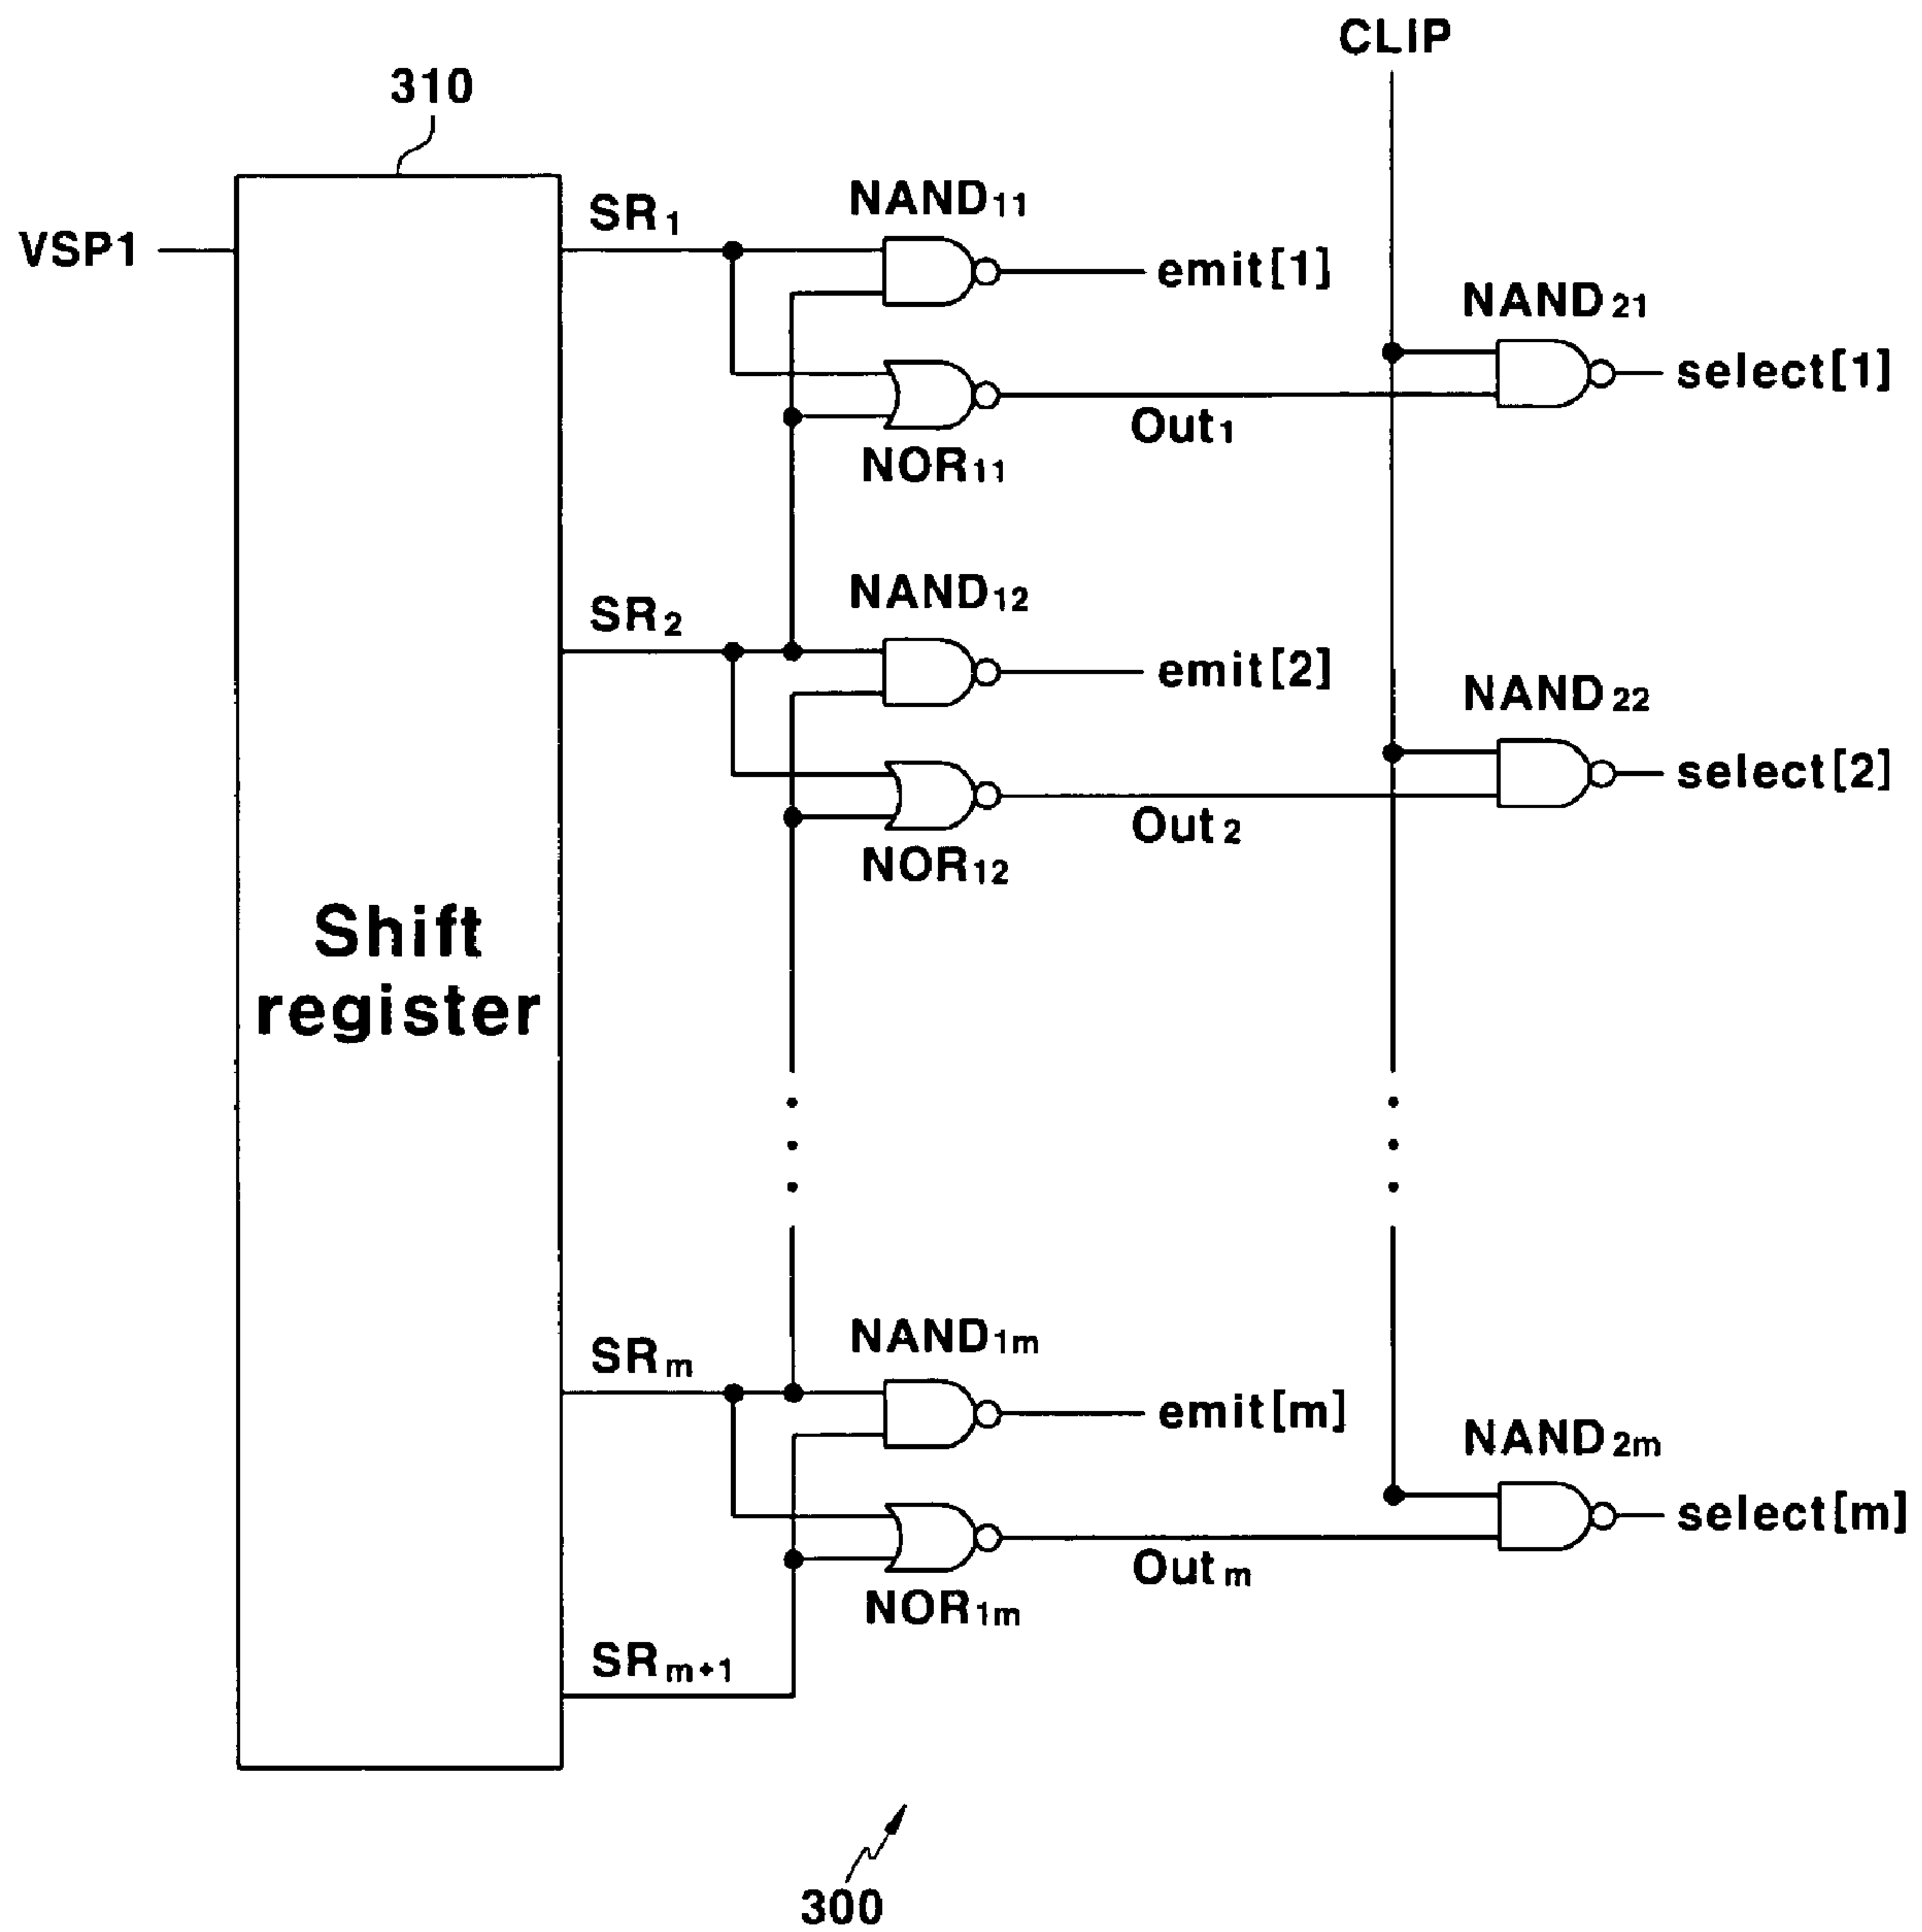 CLIP
310
SR1
NAND11
VSP1
emit[1]
NAND21
select[1]
Out1
NOR11
NAND12
SR2
emit[2]
NAND22
select[2]
Out2
NOR12
Shift
register
NAND1m
SRm
emit[m]
NAND2m
select[m]
Outm
NOR1m
SRm+1
300